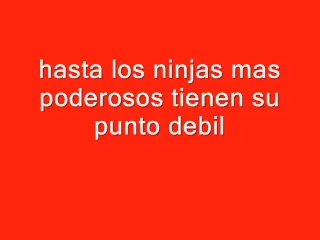 hasta los ninjas mas
poderosos tienen su
punto debil